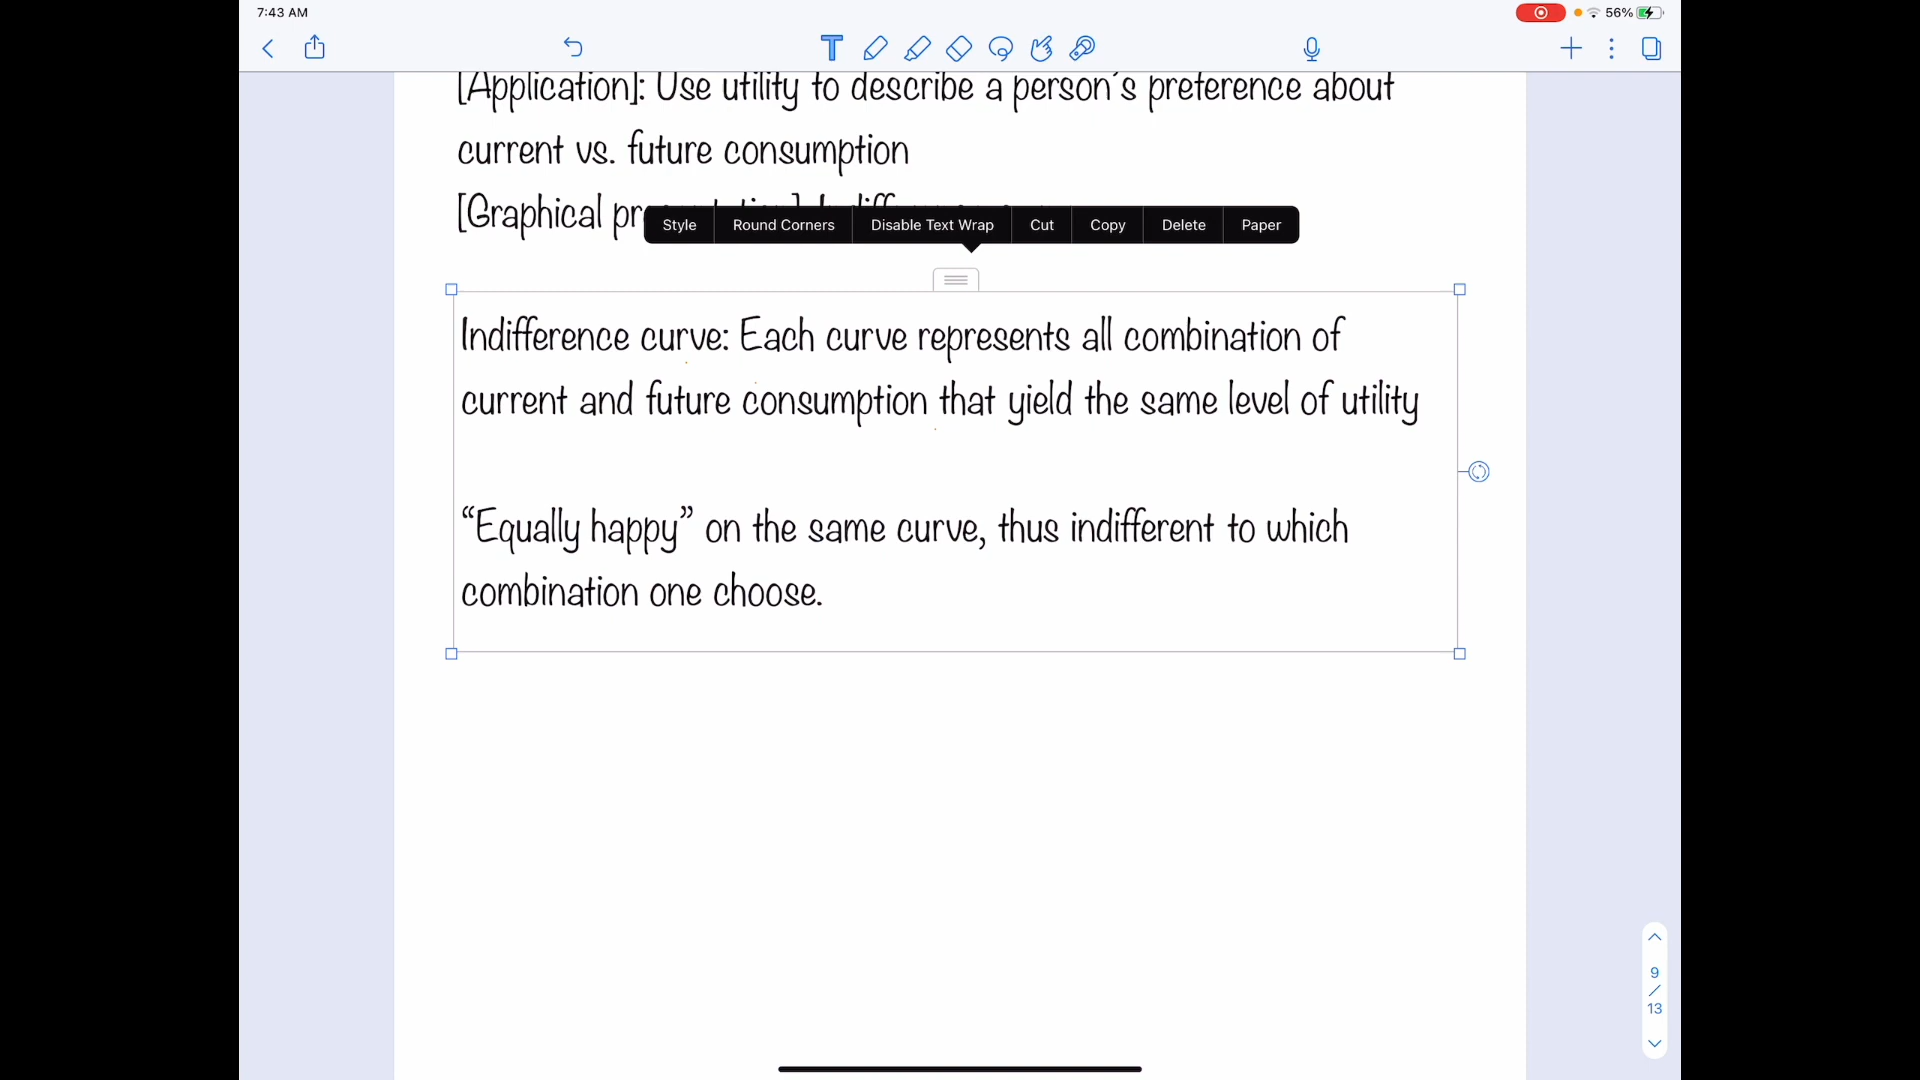 7:43 AM
56%
[Application]: Use utility to describe a person's preference about
current vs. future consumption
[Graphical
Style Round Corners Disable Text Wrap Cut Copy Delete Paper
Indifference curve: Each curve represents all combination of
current and future consumption that yield the same level of utility
“Equally happy” on the same curve, thus indifferent to which
combination one choose.
9
/
13